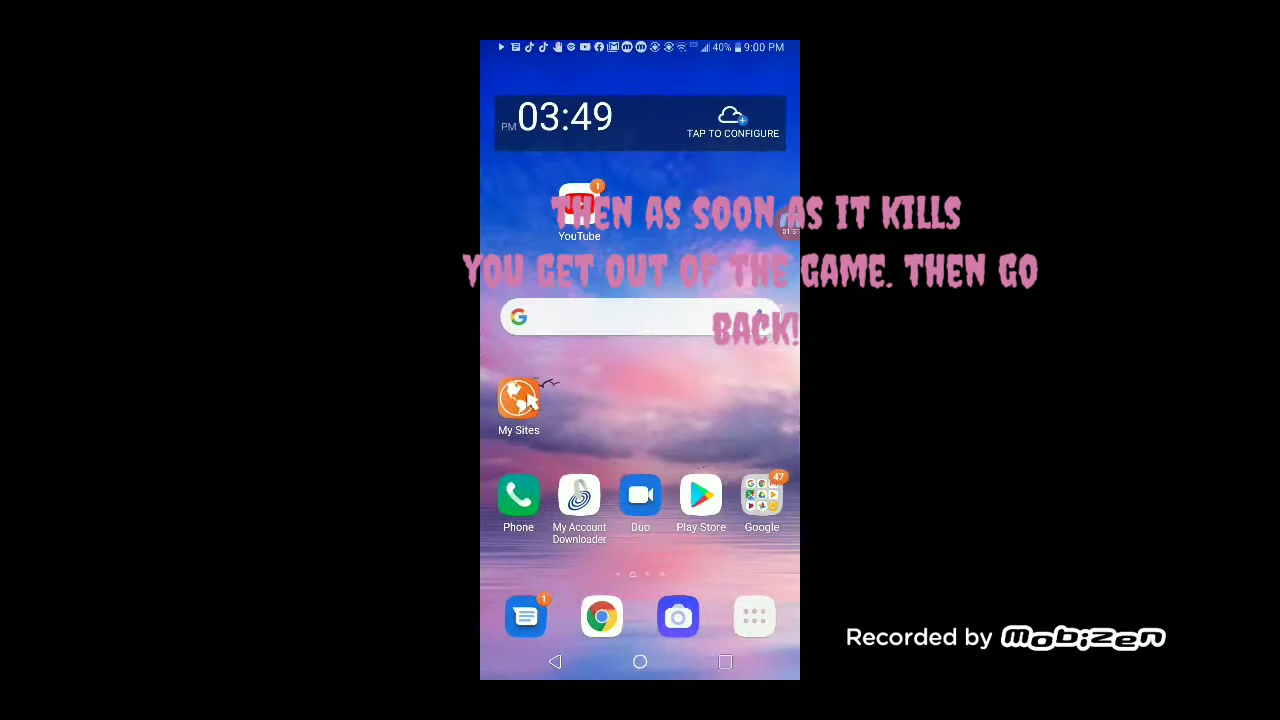 40% 9:00 PM
PM 03:49
TAP TO CONFIGURE
1
THEN AS SOON AS IT KILLS
YouTube
YOU GET OUT OF THE GAME. THEN GO
BACK!
My Sites
47
Phone
My Account
Downloader
Duo
Play Store
Google
1
Recorded by mobizen